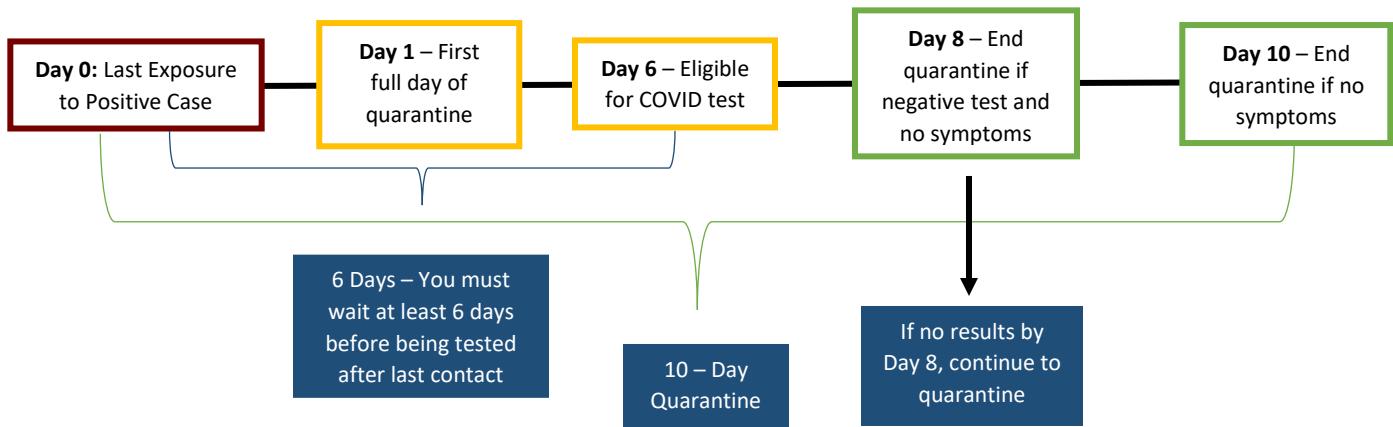 Day 0: Last Exposure
to Positive Case
Day 1 – First
full day of
quarantine
Day 6 – Eligible
for COVID test
Day 8 – End
quarantine if
negative test and
no symptoms
Day 10 – End
quarantine if no
symptoms
6 Days – You must
wait at least 6 days
before being tested
after last contact
10 – Day
Quarantine
If no results by
Day 8, continue to
quarantine